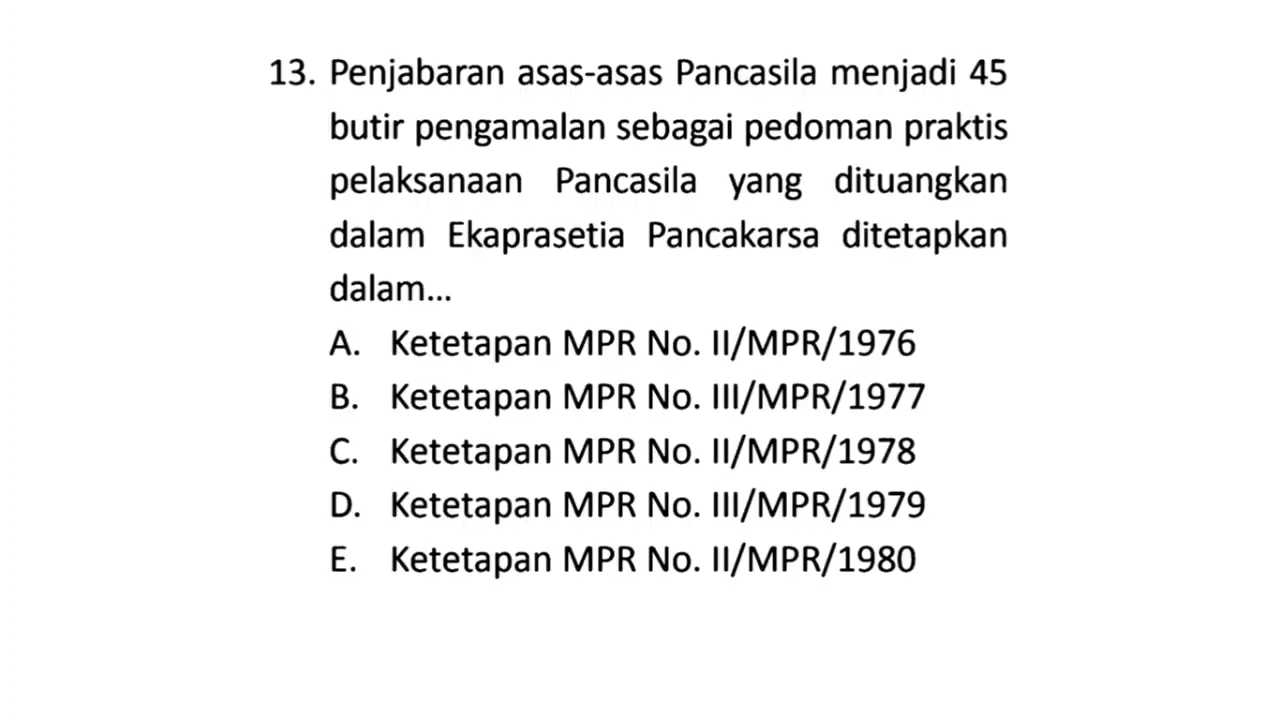 13. Penjabaran asas-asas Pancasila menjadi 45
butir pengamalan sebagai pedoman praktis
pelaksanaan Pancasila yang dituangkan
dalam Ekaprasetia Pancakarsa ditetapkan
dalam...
A. Ketetapan MPR No. II/MPR/1976
B. Ketetapan MPR No. III/MPR/1977
C. Ketetapan MPR No. II/MPR/1978
D. Ketetapan MPR No. III/MPR/1979
E. Ketetapan MPR No. II/MPR/1980